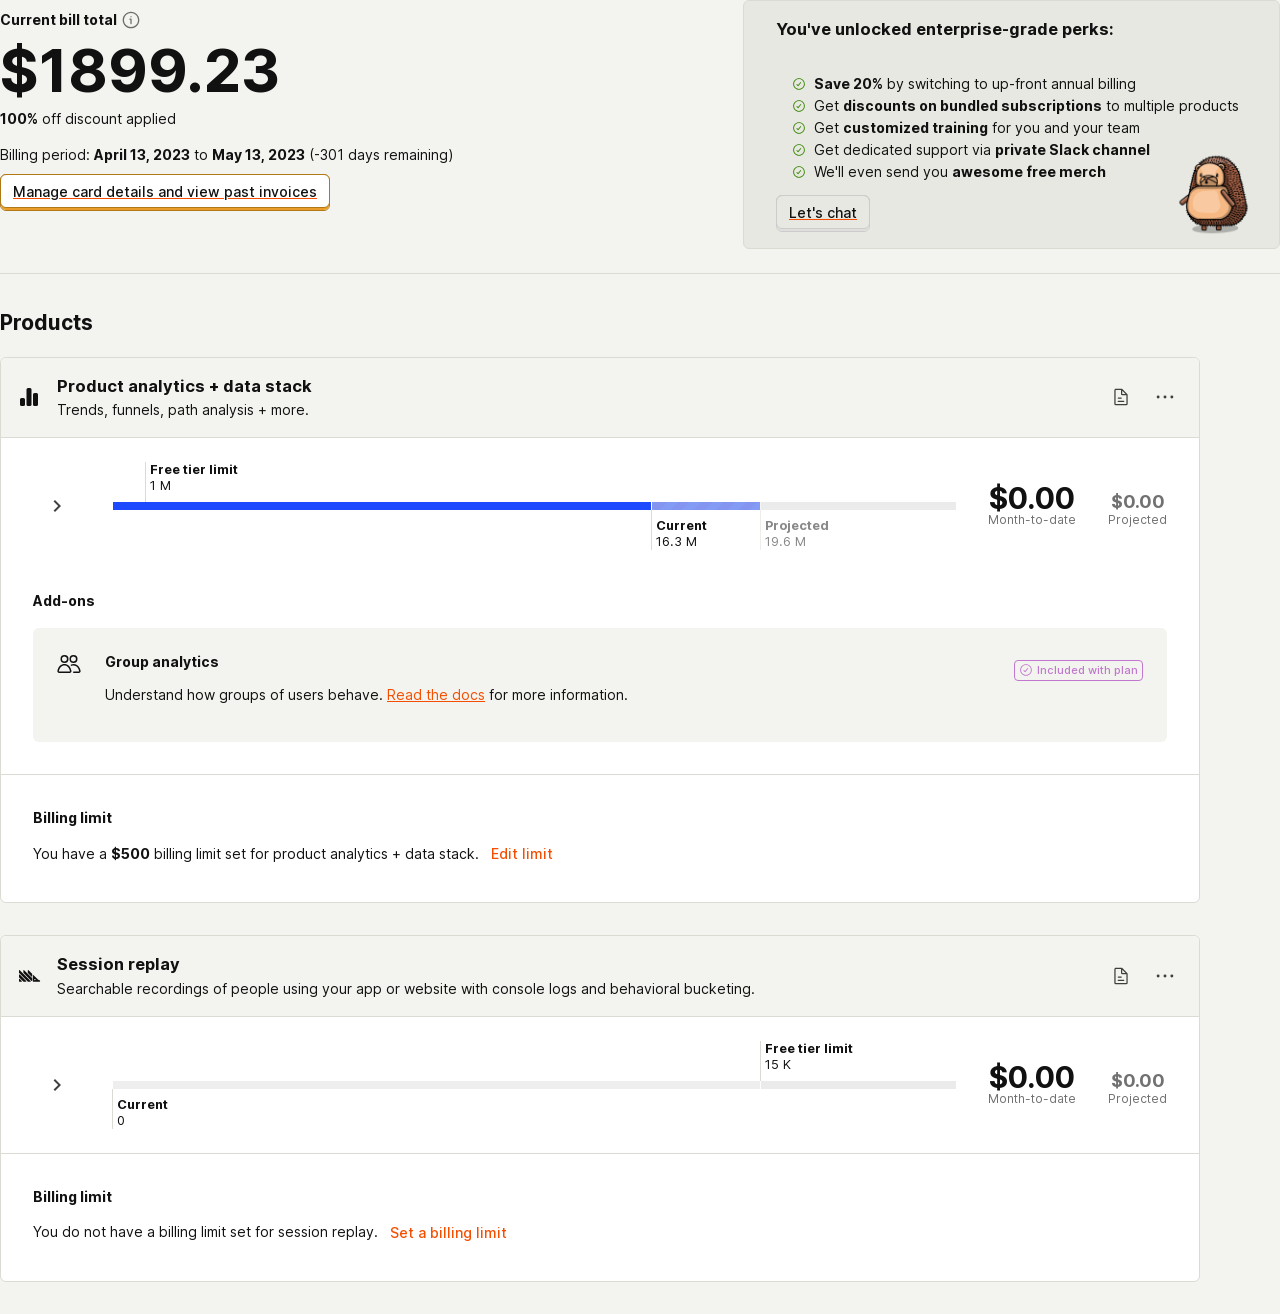 Current bill total
$1899.23
100% off discount applied
Billing period: April 13, 2023 to May 13, 2023 (-301 days remaining)
Manage card details and view past invoices
You've unlocked enterprise-grade perks:
Save 20% by switching to up-front annual billing
Get discounts on bundled subscriptions to multiple products
Get customized training for you and your team
Get dedicated support via private Slack channel
We'll even send you awesome free merch
Let's chat
Products
Product analytics + data stack
Trends, funnels, path analysis + more.
Free tier limit
1 M
Current
16.3 M
Projected
19.6 M
$0.00
Month-to-date
$0.00
Projected
Add-ons
Group analytics
Understand how groups of users behave. Read the docs for more information.
Included with plan
Billing limit
You have a $500 billing limit set for product analytics + data stack. Edit limit
Session replay
Searchable recordings of people using your app or website with console logs and behavioral bucketing.
Free tier limit
15 K
Current
0
$0.00
Month-to-date
$0.00
Projected
Billing limit
You do not have a billing limit set for session replay. Set a billing limit